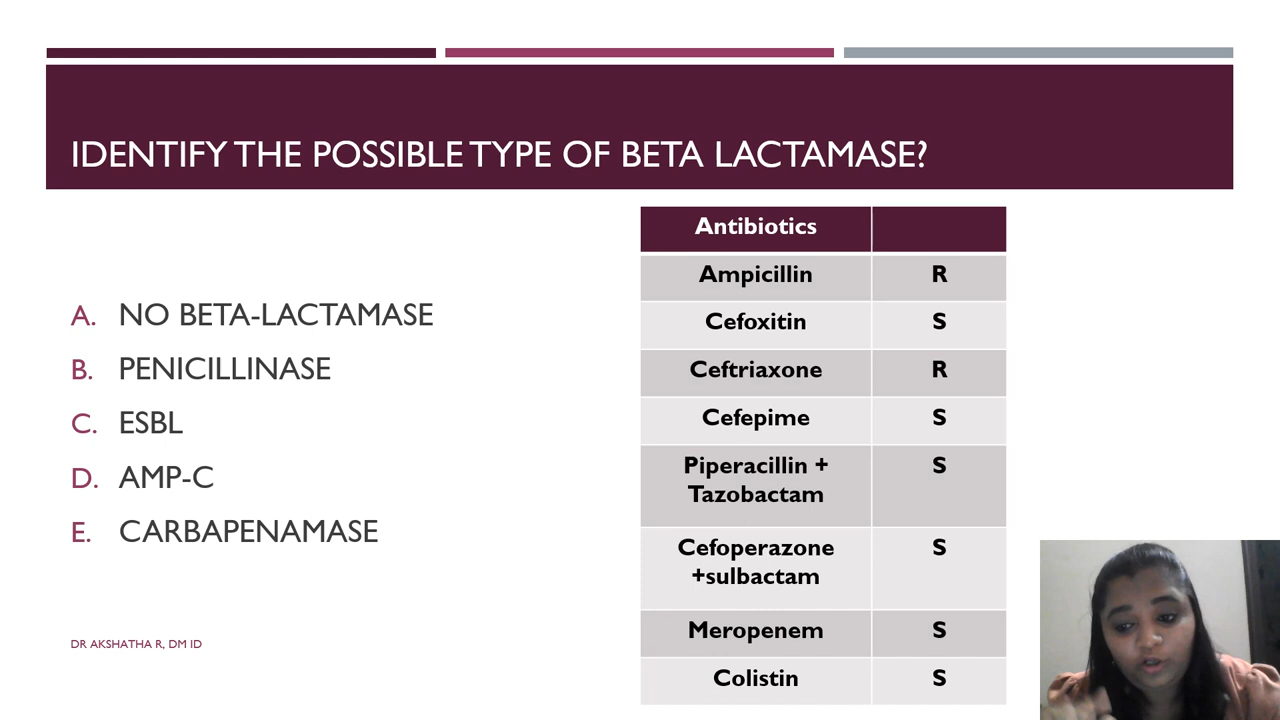 IDENTIFY THE POSSIBLE TYPE OF BETA LACTAMASE?
A. NO BETA-LACTAMASE
B. PENICILLINASE
C. ESBL
D. AMP-C
E. CARBAPENAMASE
DR AKSHATHA R, DM ID
Antibiotics
Ampicillin R
Cefoxitin S
Ceftriaxone R
Cefepime S
Piperacillin + S
Tazobactam
Cefoperazone S
+sulbactam
Meropenem S
Colistin S